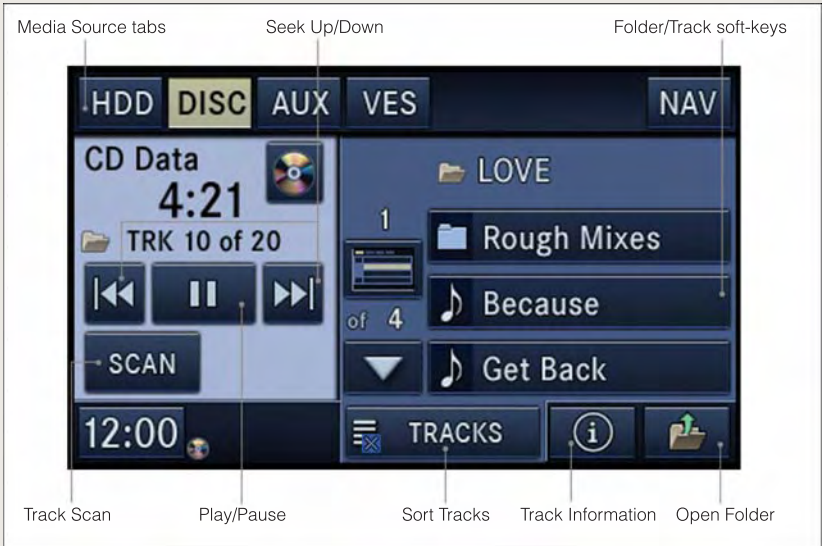 Media Source tabs
Seek Up/Down
Folder/Track soft-keys
HDD DISC AUX VES NAV
CD Data
4:21
TRK 10 of 20
SCAN
12:00
LOVE
1
of 4
Rough Mixes
Because
Get Back
TRACKS
i
Track Scan
Play/Pause
Sort Tracks
Track Information
Open Folder